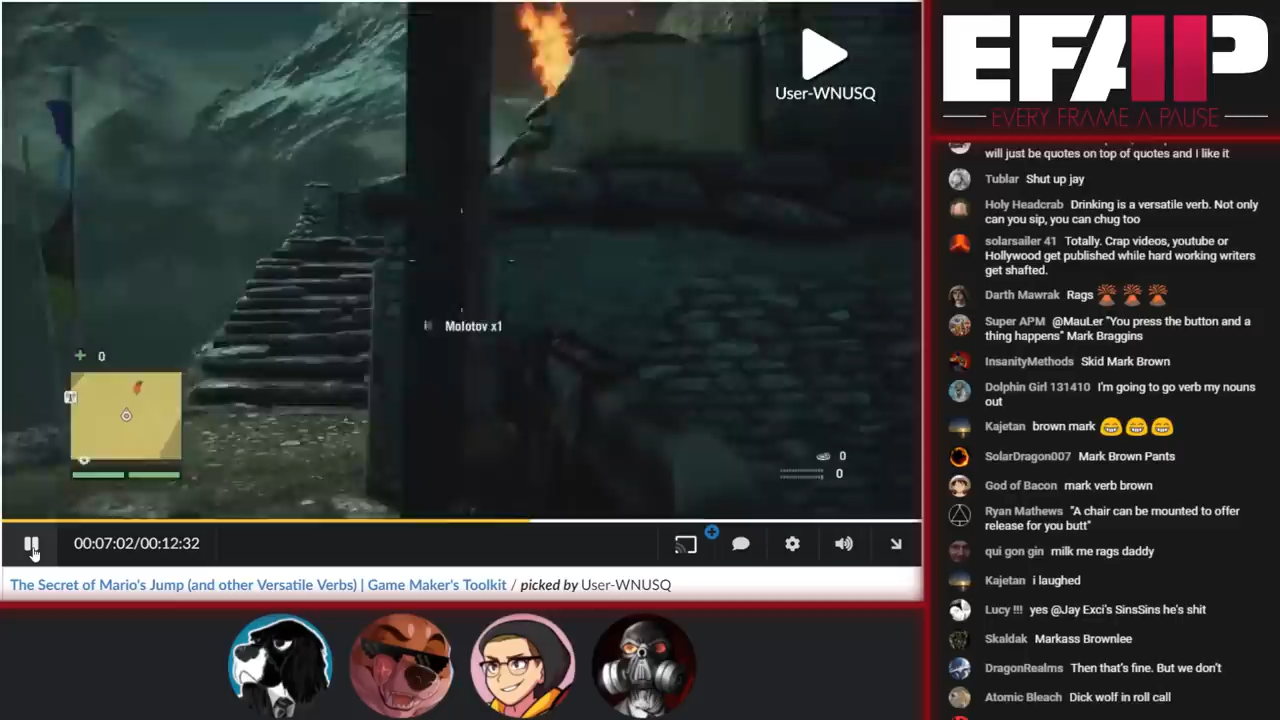 User-WNUSQ
Molotov x1
0
0
0
00:07:02/00:12:32
The Secret of Mario's Jump (and other Versatile Verbs) | Game Maker's Toolkit / picked by User-WNUSQ
EFAP
EVERY FRAME A PAUSE
will just be quotes on top of quotes and I like it
Tublar Shut up jay
Holy Headcrab Drinking is a versatile verb. Not only
can you sip, you can chug too
solarsailer 41 Totally. Crap videos, youtube or
Hollywood get published while hard working writers
get shafted.
Darth Mawrak Rags 🌋 🌋 🌋
Super APM @MauLer "You press the button and a
thing happens" Mark Braggins
InsanityMethods Skid Mark Brown
Dolphin Girl 131410 I'm going to go verb my nouns
out
Kajetan brown mark 😁 😁 😁
SolarDragon007 Mark Brown Pants
God of Bacon mark verb brown
Ryan Mathews "A chair can be mounted to offer
release for you butt"
qui gon gin milk me rags daddy
Kajetan i laughed
Lucy !!! yes @Jay Exci's SinsSins he's shit
Skaldak Markass Brownlee
DragonRealms Then that's fine. But we don't
Atomic Bleach Dick wolf in roll call